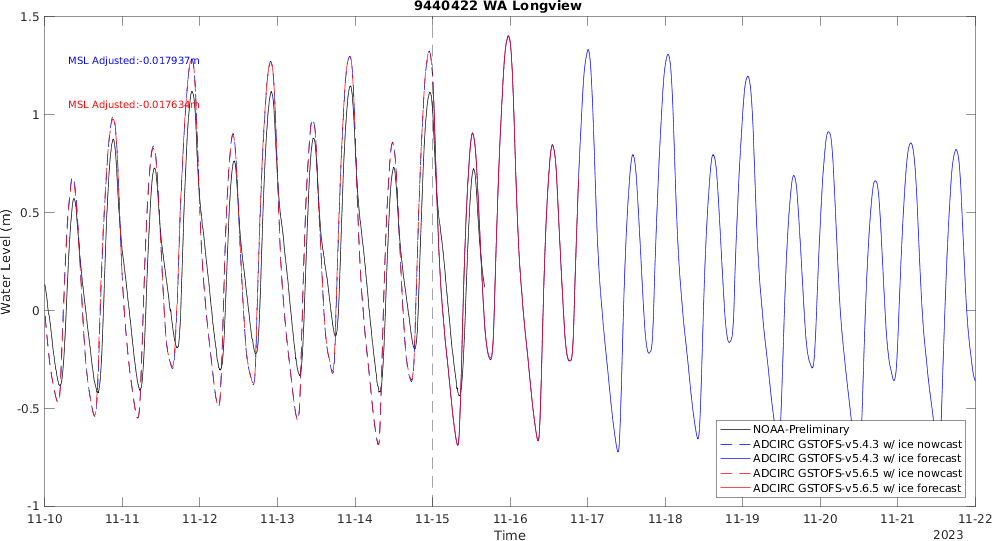 9440422 WA Longview
1.5
1
0.5
0
-0.5
-1
Water Level (m)
MSL Adjusted:-0.017937m
MSL Adjusted:-0.017634m
NOAA-Preliminary
ADCIRC GSTOFS-v5.4.3 w/ ice nowcast
ADCIRC GSTOFS-v5.4.3 w/ ice forecast
ADCIRC GSTOFS-v5.6.5 w/ ice nowcast
ADCIRC GSTOFS-v5.6.5 w/ ice forecast
11-10 11-11 11-12 11-13 11-14 11-15 11-16 11-17 11-18 11-19 11-20 11-21 11-22
Time
2023